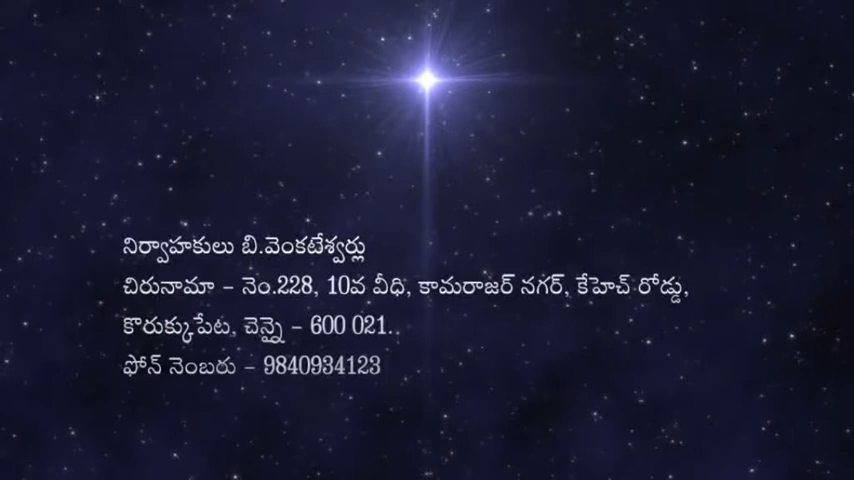 నిర్వాహకులు బి.వెంకటేశ్వర్లు
చిరునామా – నెం.228, 10వ వీధి, కామరాజర్ నగర్, కేహెచ్ రోడ్డు,
కొరుక్కుపేట, చెన్నై – 600 021.
ఫోన్ నెంబరు – 9840934123